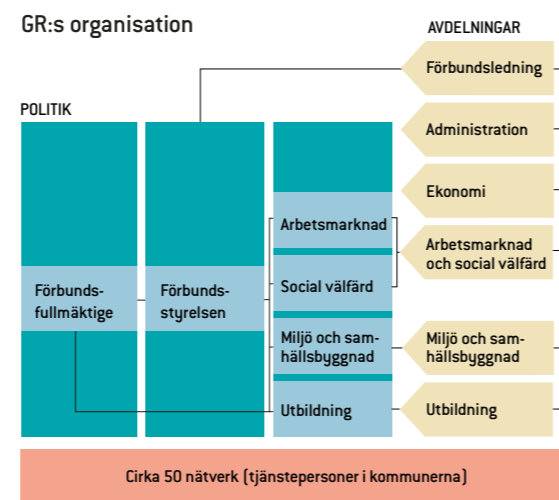 GR:s organisation
AVDELNINGAR
Förbundsledning
POLITIK
Administration
Ekonomi
Arbetsmarknad
Arbetsmarknad
och social välfärd
Förbunds-
fullmäktige
Förbunds-
styrelsen
Social välfärd
Miljö och sam-
hällsbyggnad
Miljö och sam-
hällsbyggnad
Utbildning
Utbildning
Cirka 50 nätverk (tjänstepersoner i kommunerna)